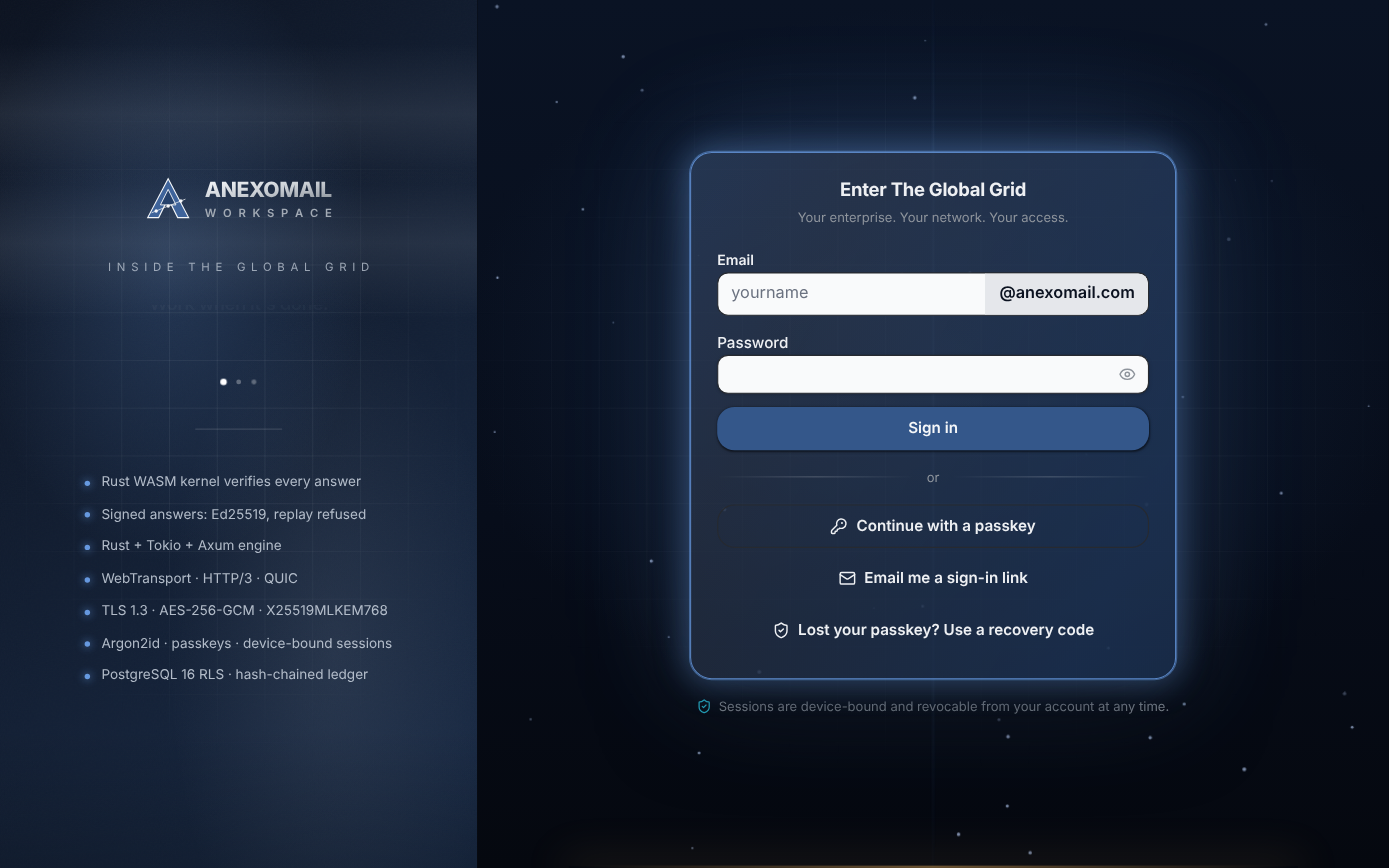 ANEXOMAIL
WORKSPACE
INSIDE THE GLOBAL GRID
Rust WASM kernel verifies every answer
Signed answers: Ed25519, replay refused
Rust + Tokio + Axum engine
WebTransport · HTTP/3 · QUIC
TLS 1.3 · AES-256-GCM · X25519MLKEM768
Argon2id · passkeys · device-bound sessions
PostgreSQL 16 RLS · hash-chained ledger
Enter The Global Grid
Your enterprise. Your network. Your access.
Email
yourname @anexomail.com
Password
Sign in
or
Continue with a passkey
Email me a sign-in link
Lost your passkey? Use a recovery code
Sessions are device-bound and revocable from your account at any time.